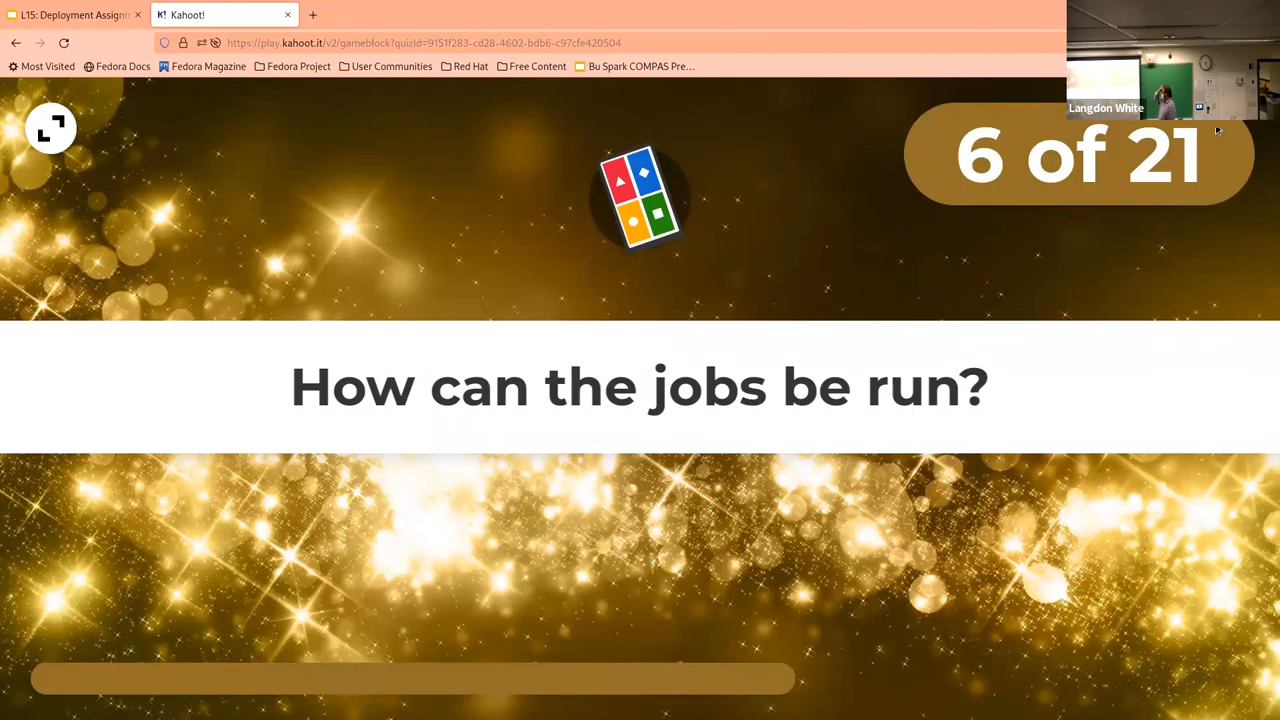 L15: Deployment Assignm
K! Kahoot!
https://play.kahoot.it/v2/gameblock?quizId=9151f283-cd28-4602-bdb6-c97cfe420504
Most Visited
Fedora Docs
Fedora Magazine
Fedora Project
User Communities
Red Hat
Free Content
Bu Spark COMPAS Pre...
Langdon White
6 of 21
How can the jobs be run?